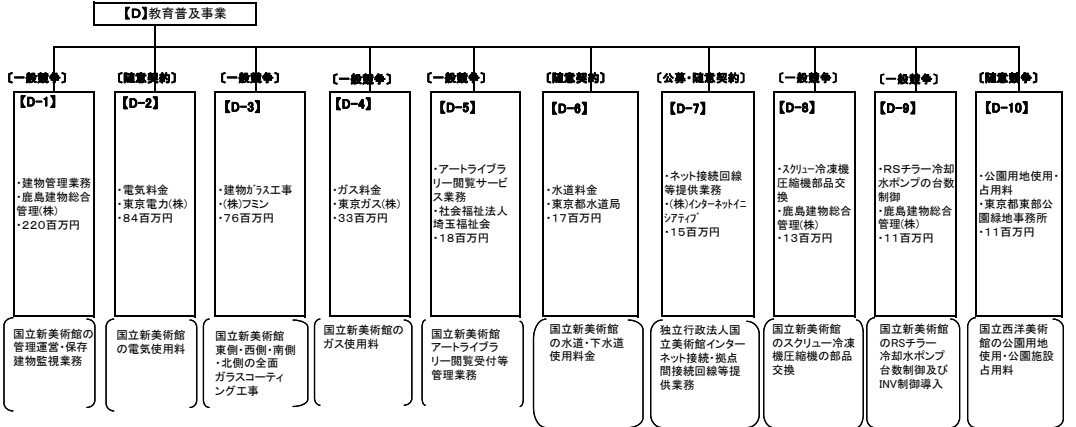 【D】教育普及事業
〔一般競争〕
【D-1】
・建物管理業務
・鹿島建物総合
管理(株)
・220百万円
国立新美術館の
管理運営・保存
建物監視業務
〔随意契約〕
【D-2】
・電気料金
・東京電力(株)
・84百万円
国立新美術館
の電気使用料
〔一般競争〕
【D-3】
・建物ガラス工事
・(株)フミン
・76百万円
国立新美術館
東側・西側・南側
・北側の全面
ガラスコーティ
ング工事
〔一般競争〕
【D-4】
・ガス料金
・東京ガス(株)
・33百万円
国立新美術館の
ガス使用料
〔一般競争〕
【D-5】
・アートライブラ
リー閲覧サービ
ス業務
・社会福祉法人
埼玉福祉会
・18百万円
国立新美術館
アートライブラ
リー閲覧受付等
管理業務
〔随意契約〕
【D-6】
・水道料金
・東京都水道局
・17百万円
国立新美術館
の水道・下水道
使用料金
〔公募・随意契約〕
【D-7】
・ネット接続回線
等提供業務
・(株)インターネットイニ
シアティブ
・15百万円
独立行政法人国
立美術館インター
ネット接続・拠点
間接続回線等提
供業務
〔一般競争〕
【D-8】
・スクリュー冷凍機
圧縮機部品交
換
・鹿島建物総合
管理(株)
・13百万円
国立新美術館
のスクリュー冷凍
機圧縮機の部品
交換
〔一般競争〕
【D-9】
・RSチラー冷却
水ポンプの台数
制御
・鹿島建物総合
管理(株)
・11百万円
国立新美術館
のRSチラー
冷却水ポンプ
台数制御及び
INV制御導入
〔随意競争〕
【D-10】
・公園用地使用・
占用料
・東京都東部公
園緑地事務所
・11百万円
国立西洋美術
館の公園用地
使用・公園施設
占用料